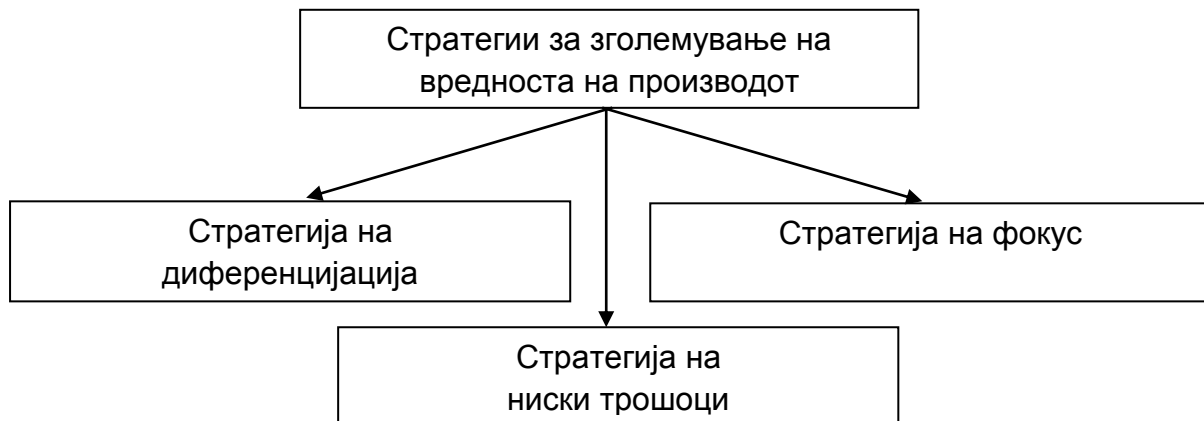 Стратегии за зголемување на
вредноста на производот
Стратегија на
диференцијација
Стратегија на фокус
Стратегија на
ниски трошоци